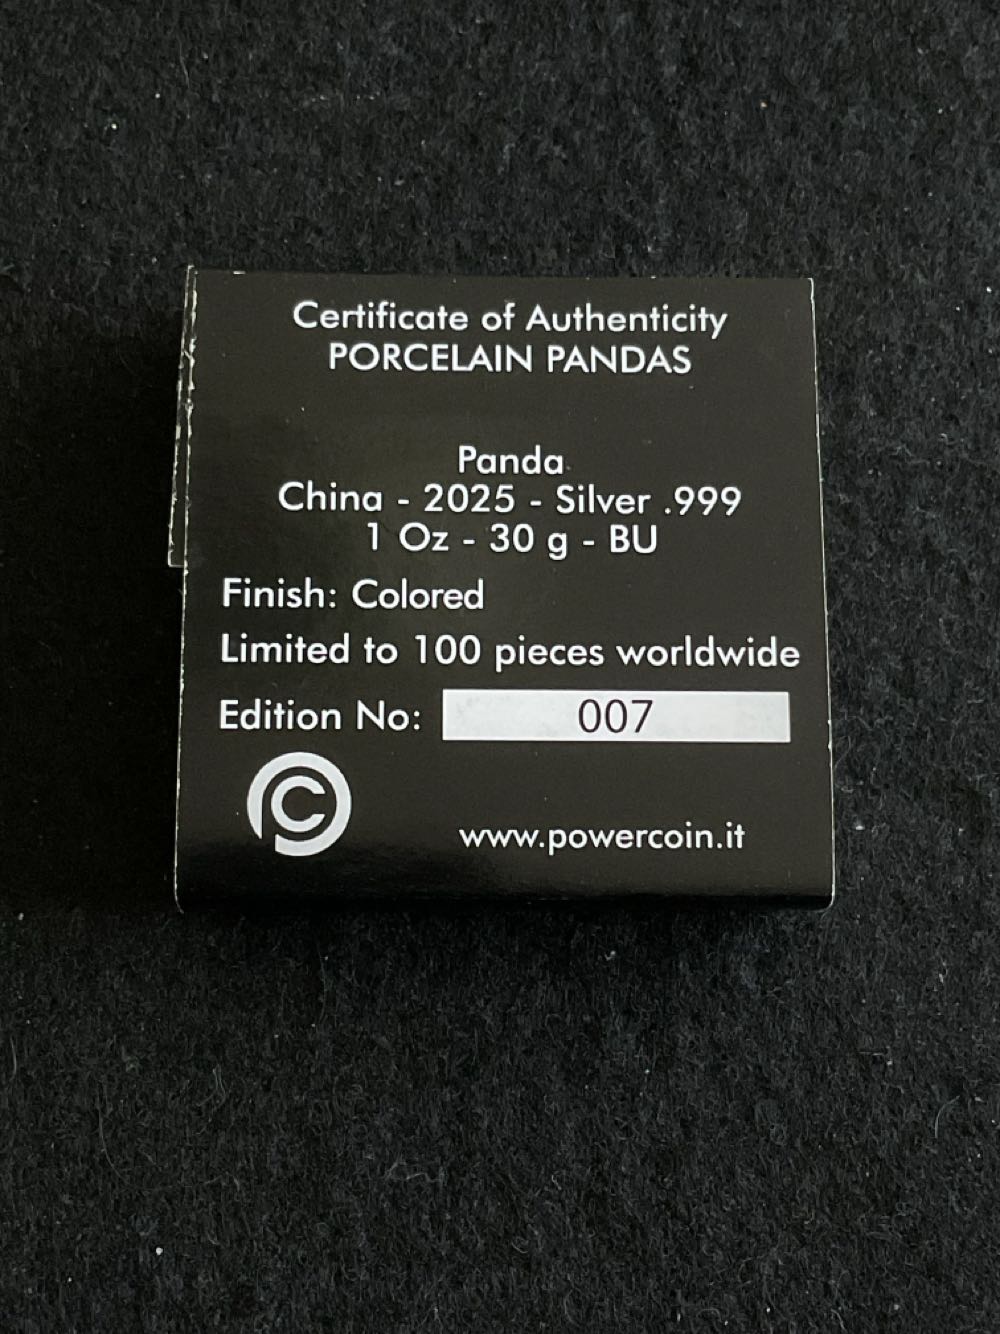 Certificate of Authenticity
PORCELAIN PANDAS
Panda
China - 2025 - Silver .999
1 Oz - 30 g - BU
Finish: Colored
Limited to 100 pieces worldwide
Edition No: 007
www.powercoin.it